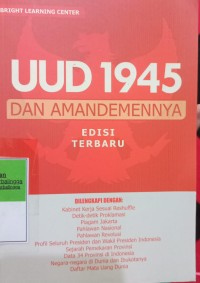 BRIGHT LEARNING CENTER
UUD 1945
DAN AMANDEMENNYA
EDISI
TERBARU
DILENGKAPI DENGAN:
Kabinet Kerja Sesuai Reshuffle
Detik-detik Proklamasi
Piagam Jakarta
Pahlawan Nasional
Pahlawan Revolusi
Profil Seluruh Presiden dan Wakil Presiden Indonesia
Sejarah Pemekaran Provinsi
Data 34 Provinsi di Indonesia
Negara-negara di Dunia dan Ibukotanya
Daftar Mata Uang Dunia